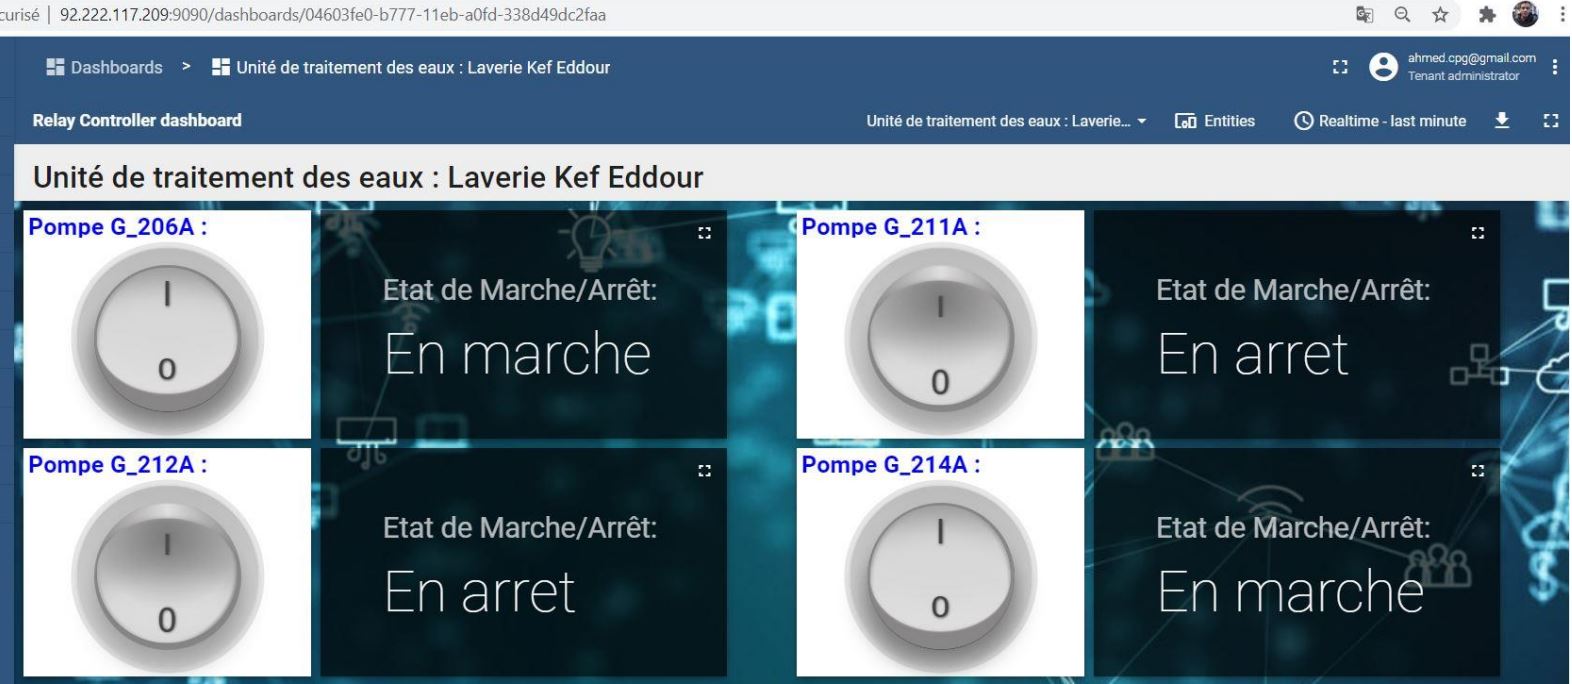 curisé | 92.222.117.209:9090/dashboards/04603fe0-b777-11eb-a0fd-338d49dc2faa
Dashboards > Unité de traitement des eaux : Laverie Kef Eddour
ahmed.cpg@gmail.com
Tenant administrator
Relay Controller dashboard
Unité de traitement des eaux : Laverie...
Entities
Realtime - last minute
Unité de traitement des eaux : Laverie Kef Eddour
Pompe G_206A :
I
0
Etat de Marche/Arrêt:
En marche
Pompe G_211A :
I
0
Etat de Marche/Arrêt:
En arret
Pompe G_212A :
I
0
Etat de Marche/Arrêt:
En arret
Pompe G_214A :
I
0
Etat de Marche/Arrêt:
En marche